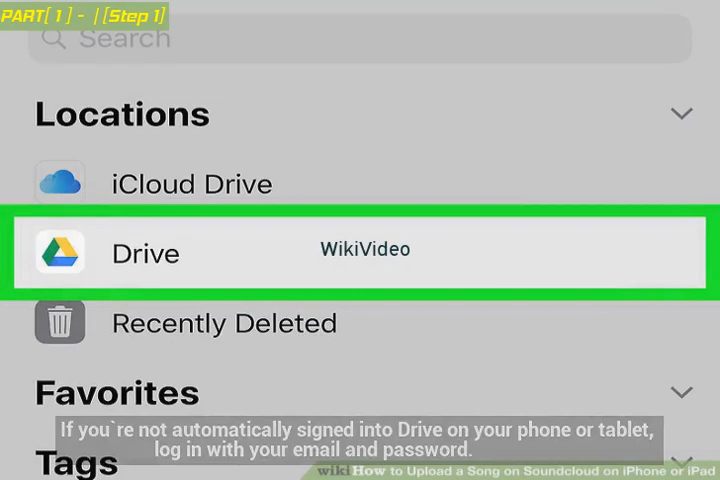 PART[ 1 ] - | [Step 1]
Search
Locations
iCloud Drive
Drive
WikiVideo
Recently Deleted
Favorites
If you`re not automatically signed into Drive on your phone or tablet,
log in with your email and password.
Tags
wikiHow to Upload a Song on Soundcloud on iPhone or iPad